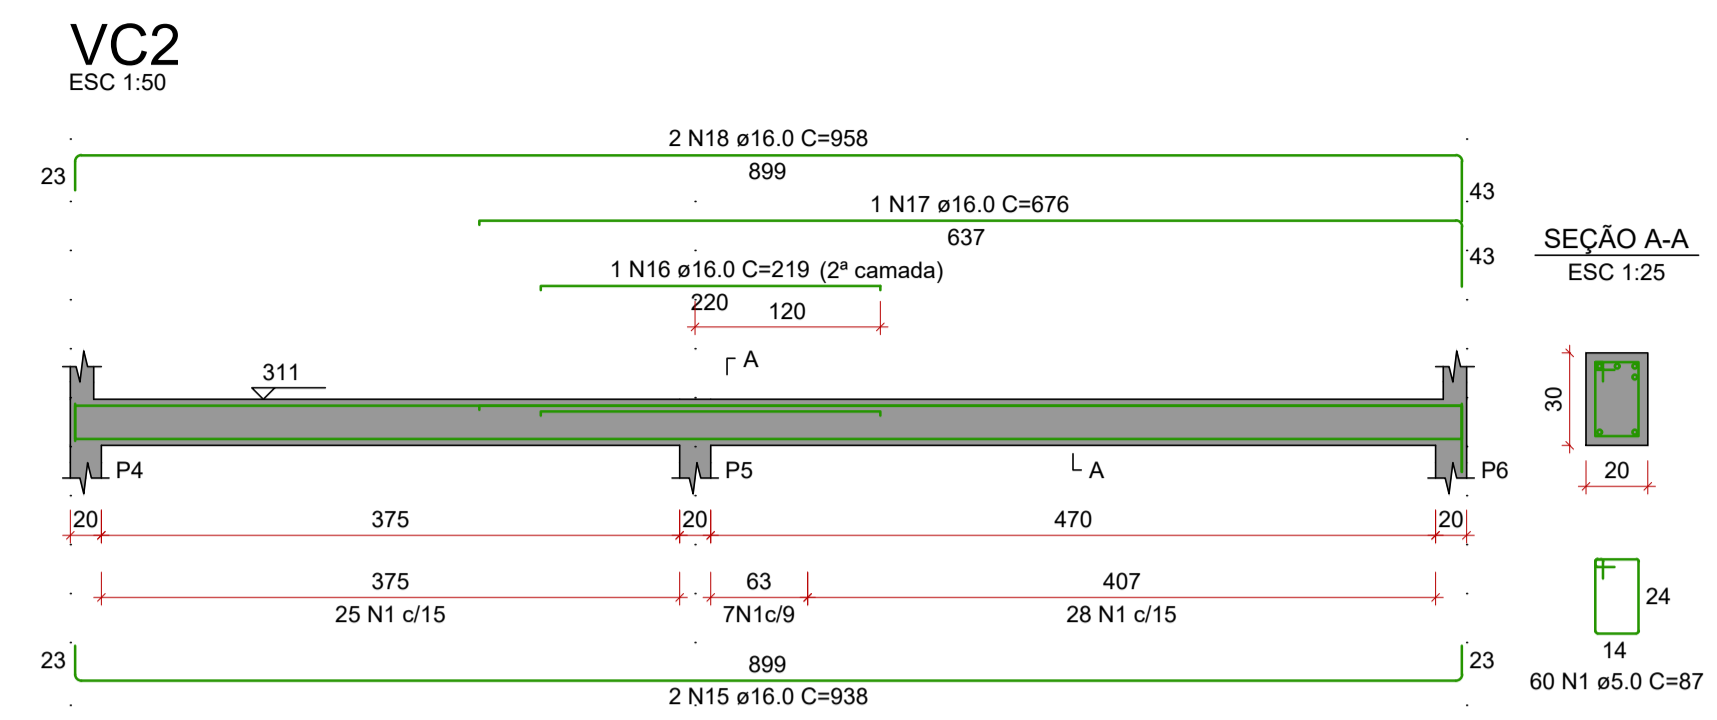 VC2
ESC 1:50
2 N18 ø16.0 C=958
23
899
43
1 N17 ø16.0 C=676
637
43
SEÇÃO A-A
ESC 1:25
1 N16 ø16.0 C=219 (2ª camada)
220
120
A
311
30
P4
P5
A
P6
20
20
375
20
470
20
375
63
407
25 N1 c/15
7N1c/9
28 N1 c/15
24
14
23
899
23
2 N15 ø16.0 C=938
60 N1 ø5.0 C=87